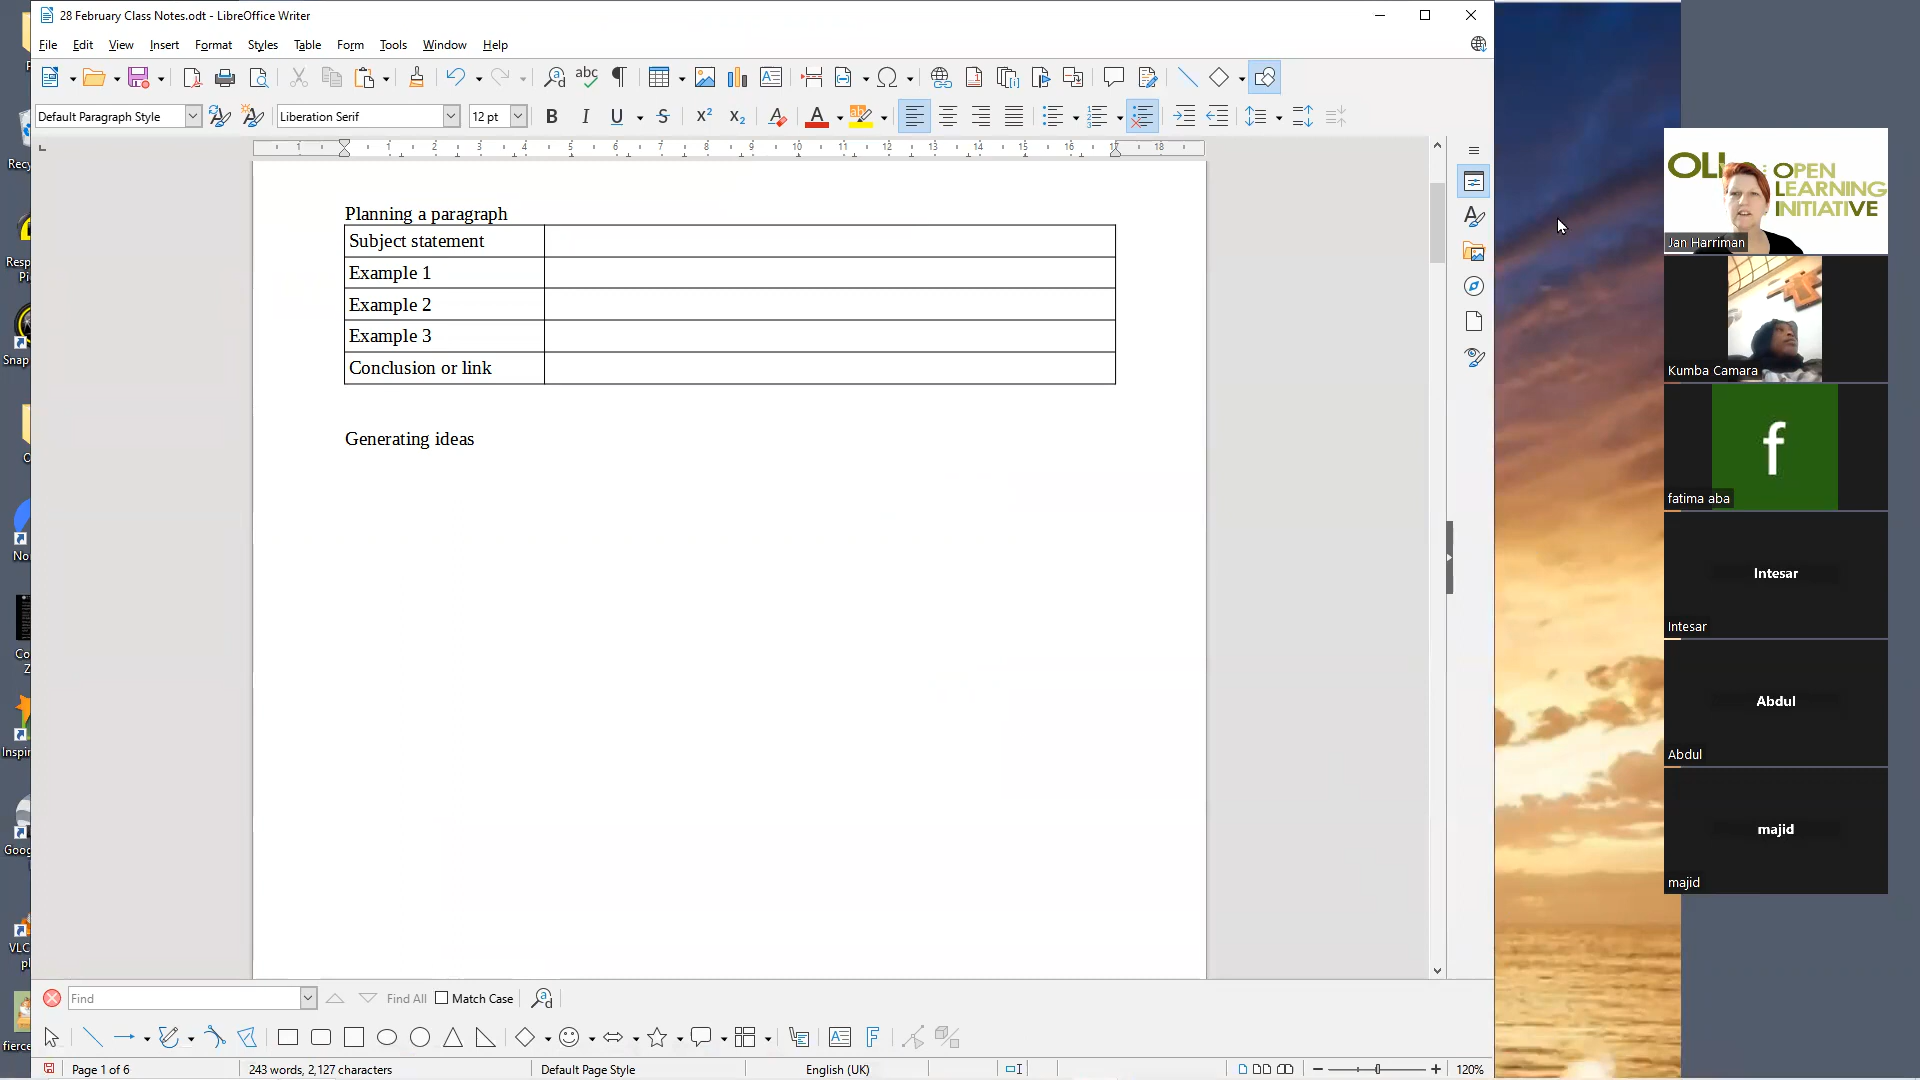 28 February Class Notes.odt - LibreOffice Writer
File Edit View Insert Format Styles Table Form Tools Window Help
Default Paragraph Style
Liberation Serif
12 pt
Planning a paragraph
Subject statement
Example 1
Example 2
Example 3
Conclusion or link
Generating ideas
Find
Find All
Match Case
Page 1 of 6
243 words, 2,127 characters
Default Page Style
English (UK)
120%
OPEN
LEARNING
INITIATIVE
Jan Harriman
Kumba Camara
f
fatima aba
Intesar
Intesar
Abdul
Abdul
majid
majid